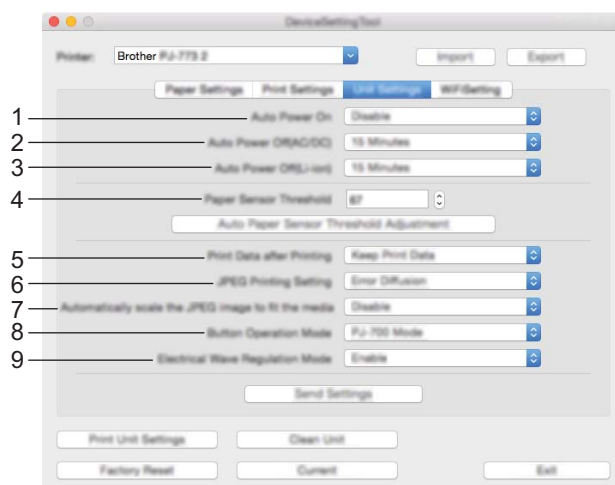 DeviceSettingTool
Printer: Brother PJ-773 2
Import Export
Paper Settings Print Settings Unit Settings WiFiSetting
1 Auto Power On Disable
2 Auto Power Off(AC/DC) 15 Minutes
3 Auto Power Off(Li-ion) 15 Minutes
4 Paper Sensor Threshold 87
Auto Paper Sensor Threshold Adjustment
5 Print Data after Printing Keep Print Data
6 JPEG Printing Setting Error Diffusion
7 Automatically scale the JPEG image to fit the media Disable
8 Button Operation Mode PJ-700 Mode
9 Electrical Wave Regulation Mode Enable
Send Settings
Print Unit Settings Clean Unit
Factory Reset Current Exit